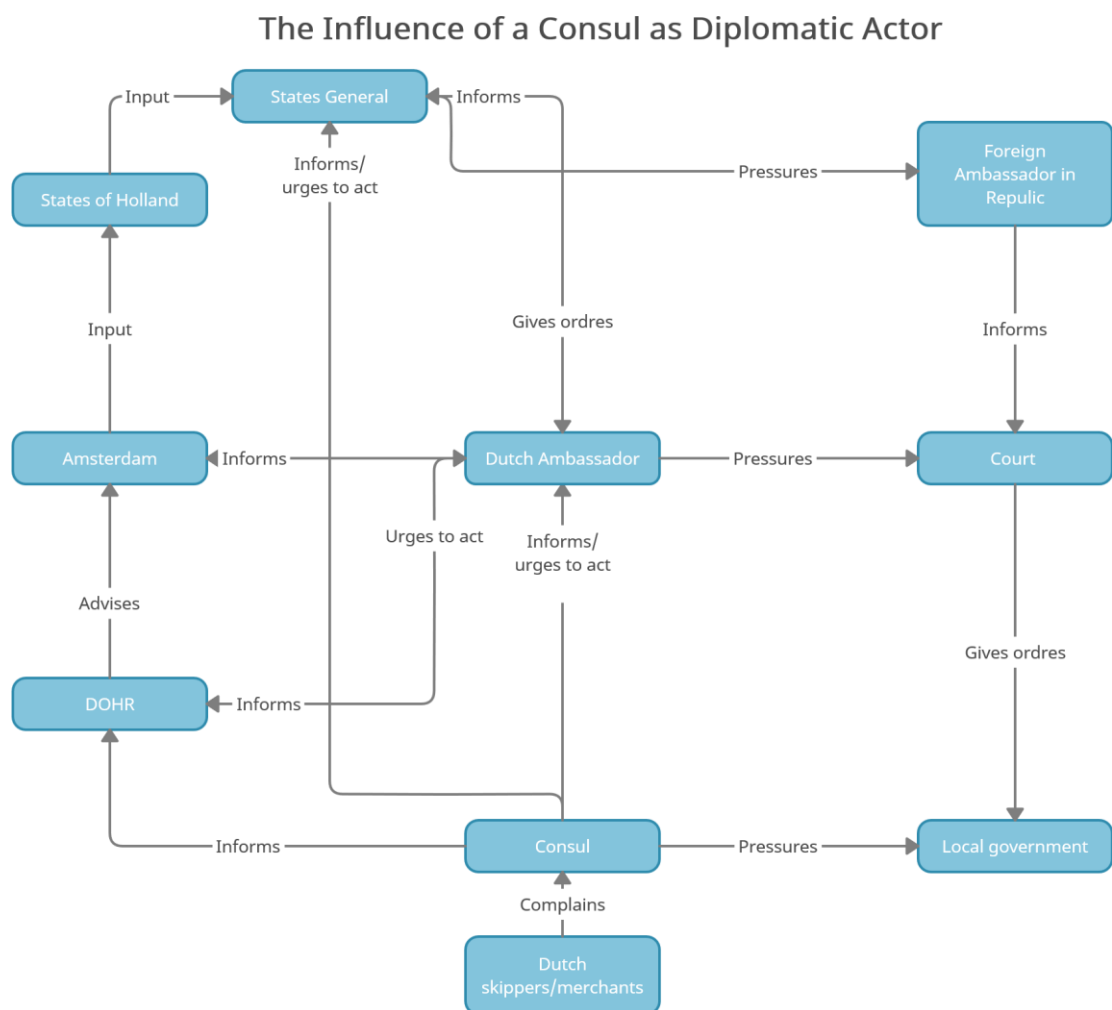 The Influence of a Consul as Diplomatic Actor
Input
States General
Informs
Informs/
urges to act
Pressures
Foreign
Ambassador in
Repulic
States of Holland
Input
Gives ordres
Informs
Amsterdam
Informs
Dutch Ambassador
Pressures
Court
Urges to act
Informs/
urges to act
Advises
Gives ordres
DOHR
Informs
Informs
Consul
Pressures
Local government
Complains
Dutch
skippers/merchants